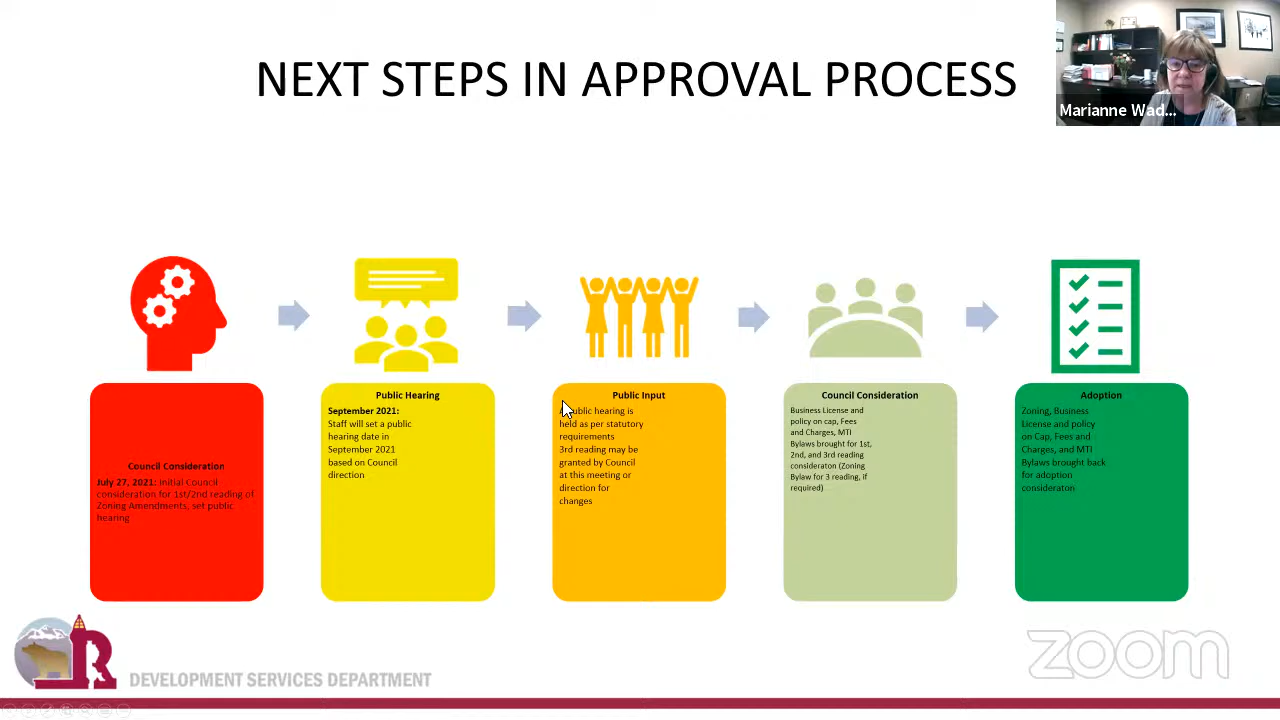 NEXT STEPS IN APPROVAL PROCESS
Marianne Wad...
Council Consideration
July 27, 2021: Initial Council
consideration for 1st/2nd reading of
Zoning Amendments, set public
hearing
Public Hearing
September 2021:
Staff will set a public
hearing date in
September 2021
based on Council
direction
Public Input
public hearing is
held as per statutory
requirements
3rd reading may be
granted by Council
at this meeting or
direction for
changes
Council Consideration
Business License and
policy on cap, Fees
and Charges, MTI
Bylaws brought for 1st,
2nd, and 3rd reading
consideraton (Zoning
Bylaw for 3 reading, if
required)
Adoption
Zoning, Business
License and policy
on Cap, Fees and
Charges, and MTI
Bylaws brought back
for adoption
consideraton
R
DEVELOPMENT SERVICES DEPARTMENT
zoom